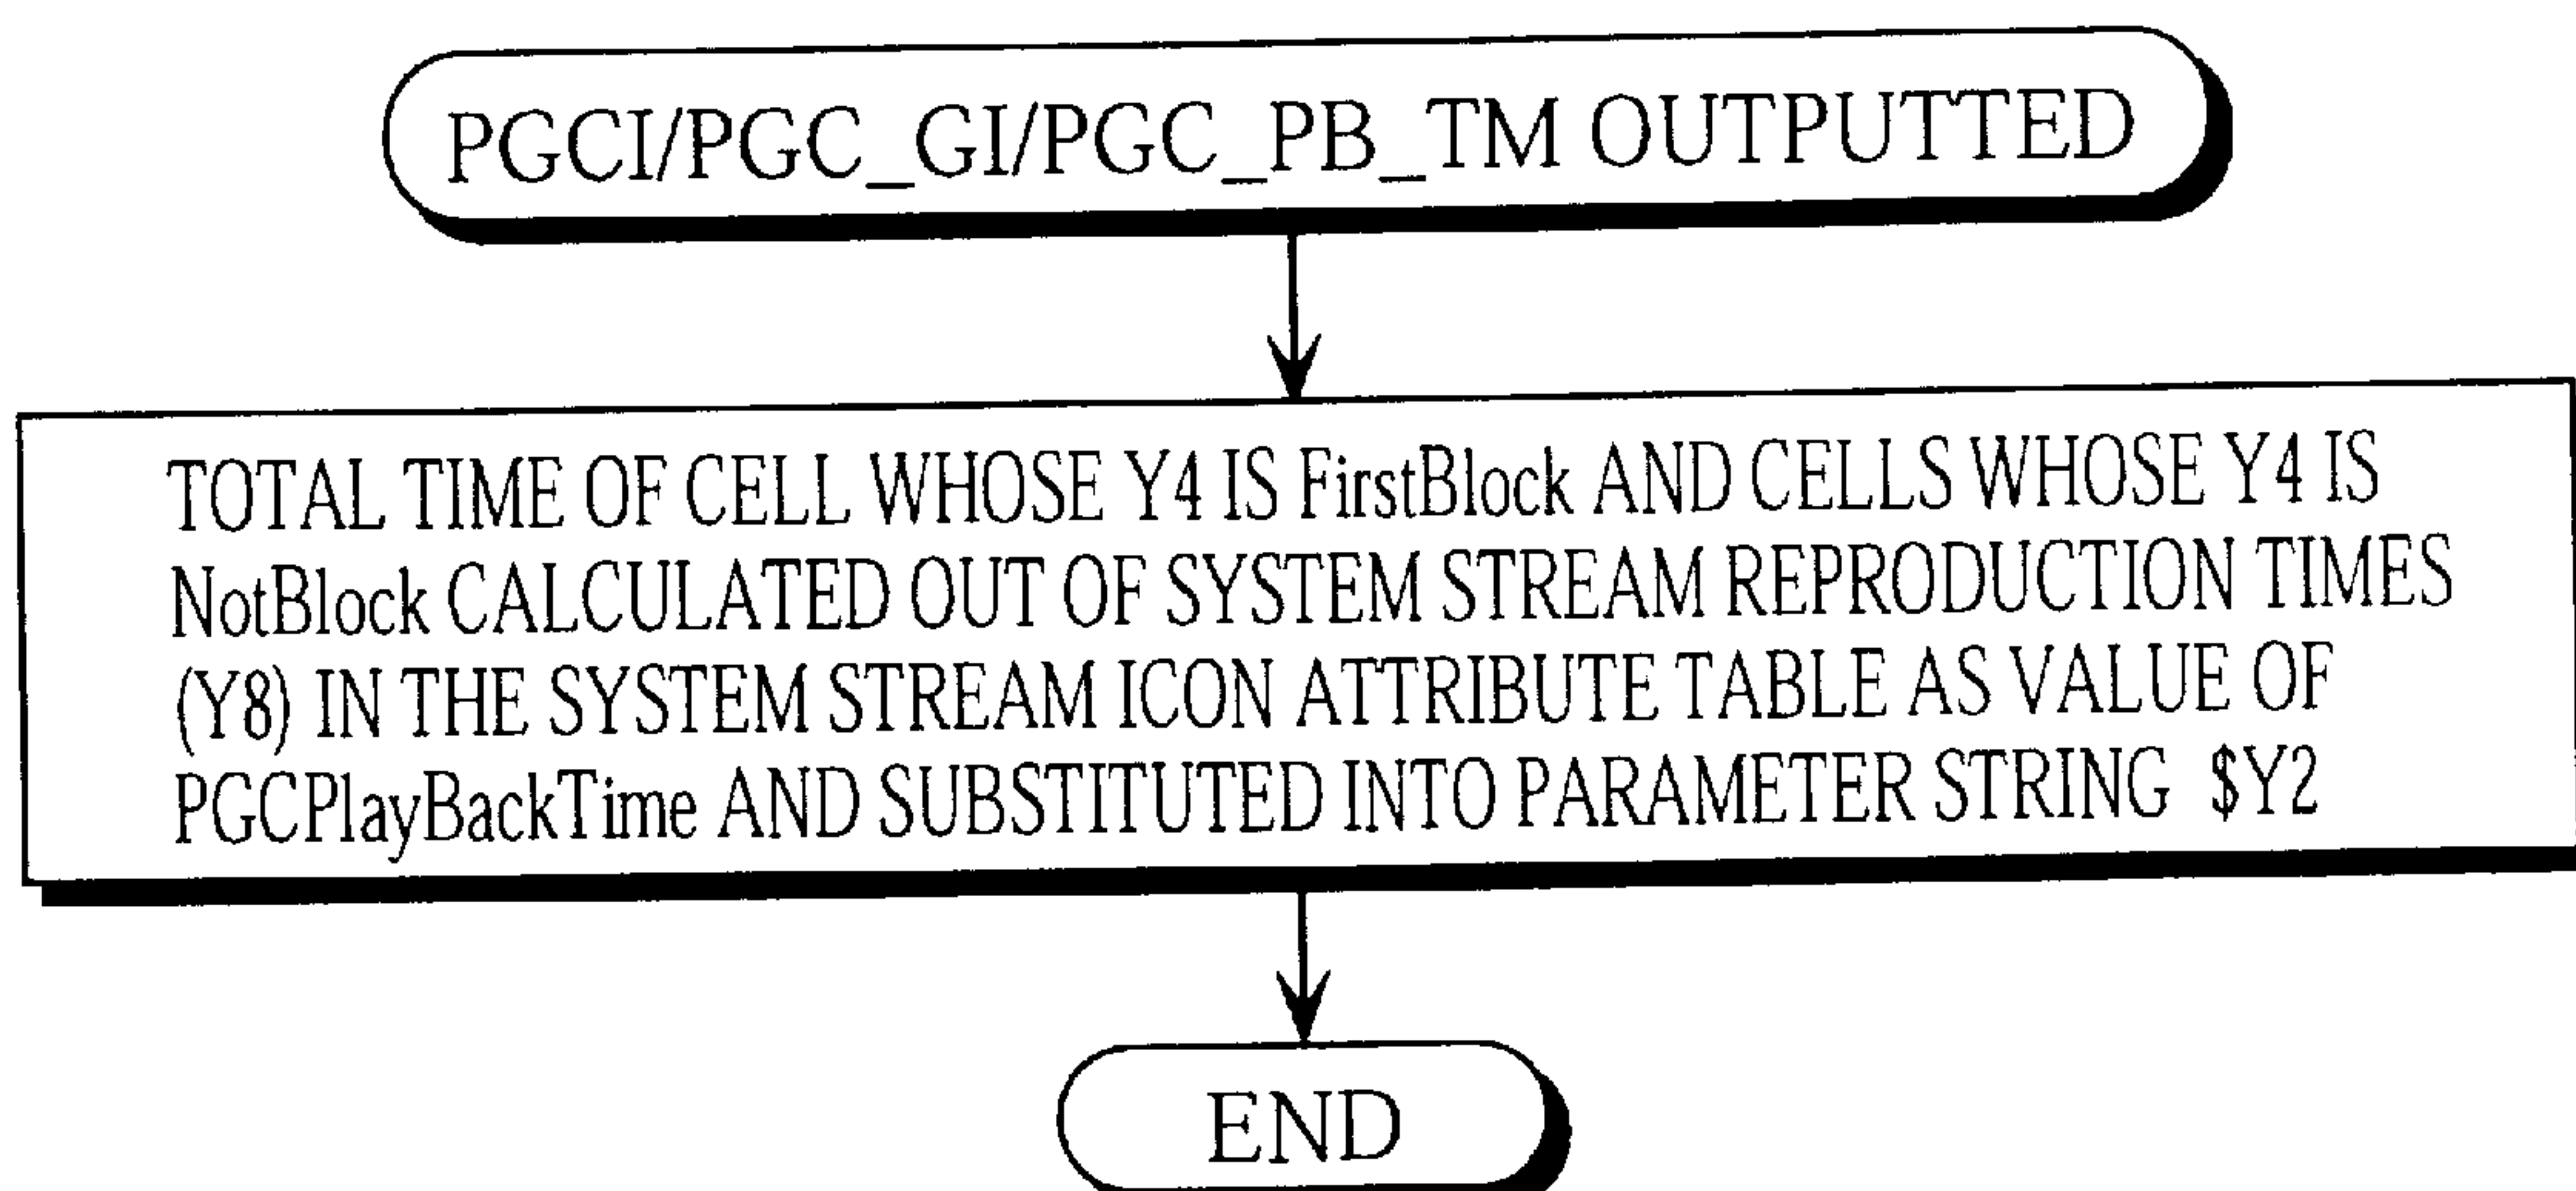 PGCI/PGC_GI/PGC_PB_TM OUTPUTTED
TOTAL TIME OF CELL WHOSE Y4 IS FirstBlock AND CELLS WHOSE Y4 IS
NotBlock CALCULATED OUT OF SYSTEM STREAM REPRODUCTION TIMES
(Y8) IN THE SYSTEM STREAM ICON ATTRIBUTE TABLE AS VALUE OF
PGCPlayBackTime AND SUBSTITUTED INTO PARAMETER STRING $Y2
END